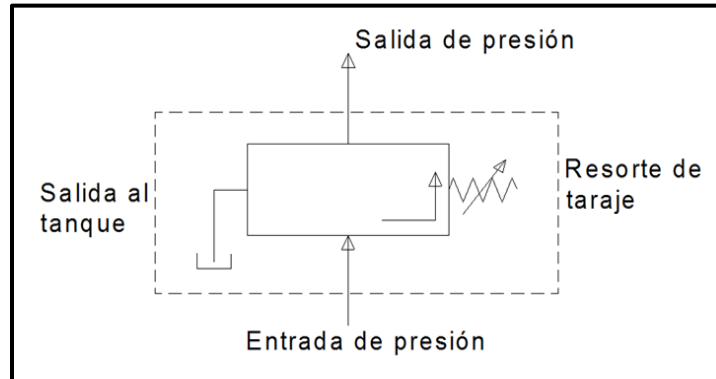 Salida de presión
Salida al
tanque
Resorte de
taraje
Entrada de presión